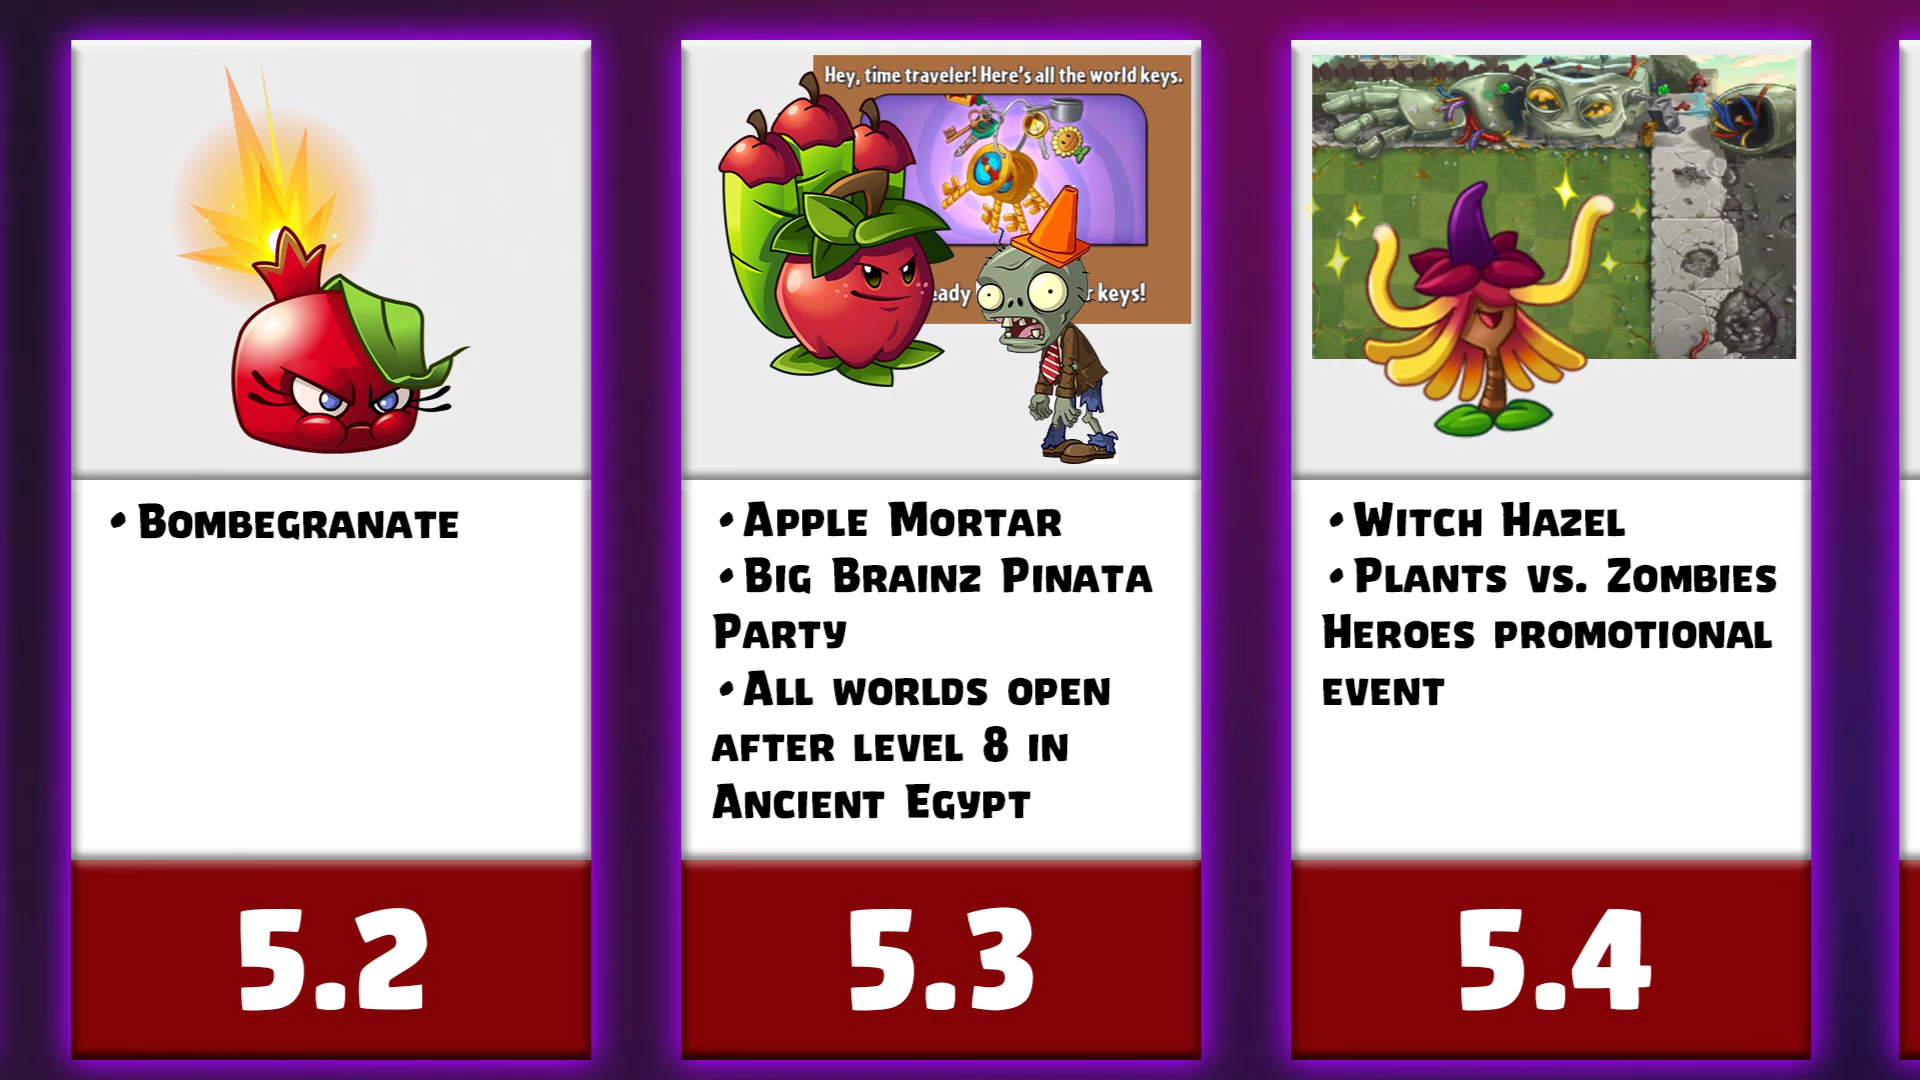 • Bombegranate
5.2
Hey, time traveler! Here's all the world keys.
keys!
• Apple Mortar
• Big Brainz Pinata
Party
• All worlds open
after level 8 in
Ancient Egypt
5.3
• Witch Hazel
• Plants vs. Zombies
Heroes promotional
event
5.4